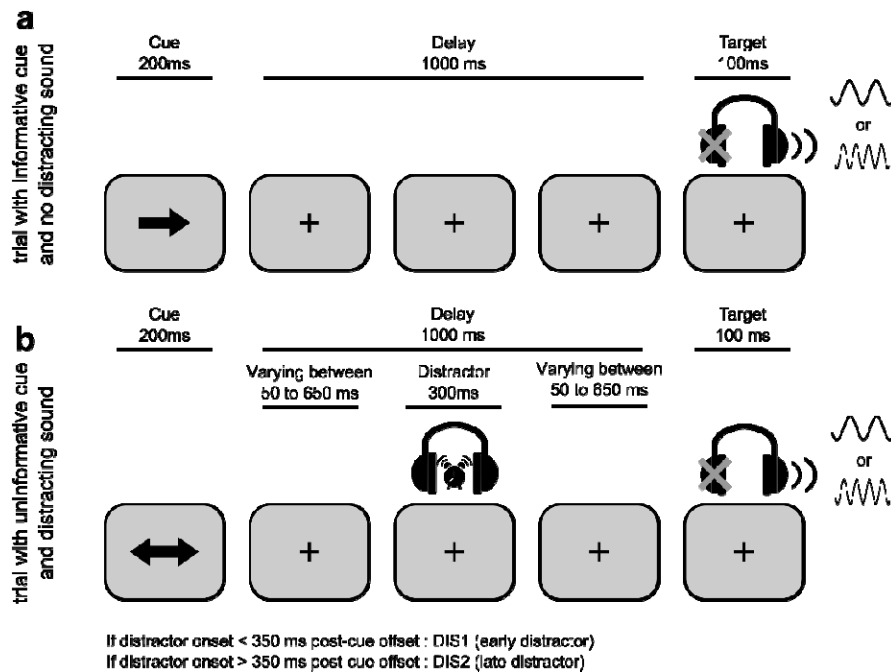 a
trial with informative cue
and no distracting sound
Cue
200ms
Delay
1000 ms
Target
100ms
or
b
trial with uninformative cue
and distracting sound
Cue
200ms
Delay
1000 ms
Target
100 ms
Varying between
50 to 650 ms
Distractor
300ms
Varying between
50 to 650 ms
or
If distractor onset < 350 ms post-cue offset : DIS1 (early distractor)
If distractor onset > 350 ms post cue offset : DIS2 (late distractor)